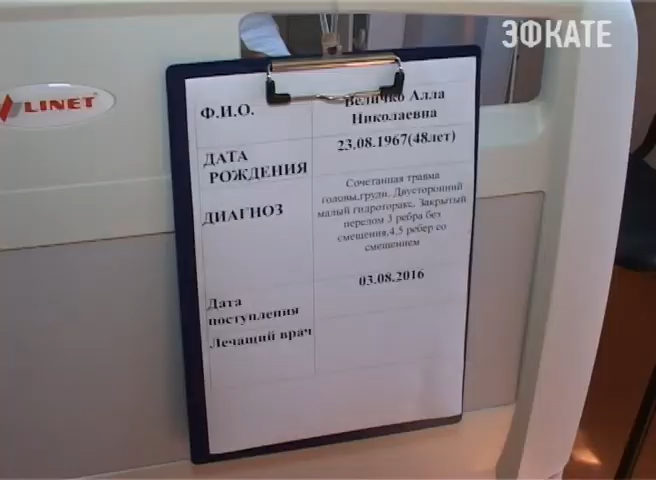 ЭФКАТЕ
LINET
Ф.И.О.
Величко Алла
Николаевна
ДАТА
РОЖДЕНИЯ
23.08.1967(48лет)
ДИАГНОЗ
Сочетанная травма
головы,груди. Двусторонний
малый гидроторакс. Закрытый
перелом 3 ребра без
смещения,4,5 ребер со
смещением
Дата
поступления
03.08.2016
Лечащий врач